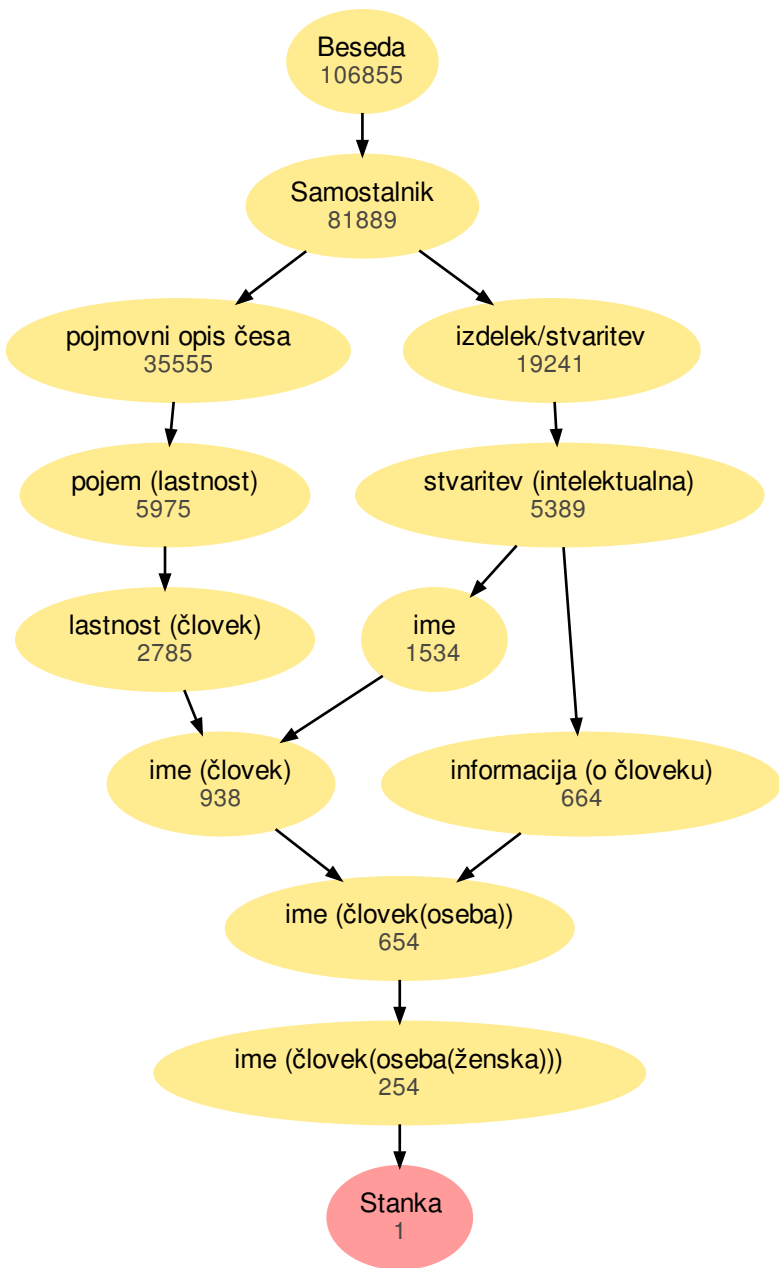 Beseda
106855
Samostalnik
81889
pojmovni opis česa
35555
izdelek/stvaritev
19241
pojem (lastnost)
5975
stvaritev (intelektualna)
5389
lastnost (človek)
2785
ime
1534
ime (človek)
938
informacija (o človeku)
664
ime (človek(oseba))
654
ime (človek(oseba(ženska)))
254
Stanka
1